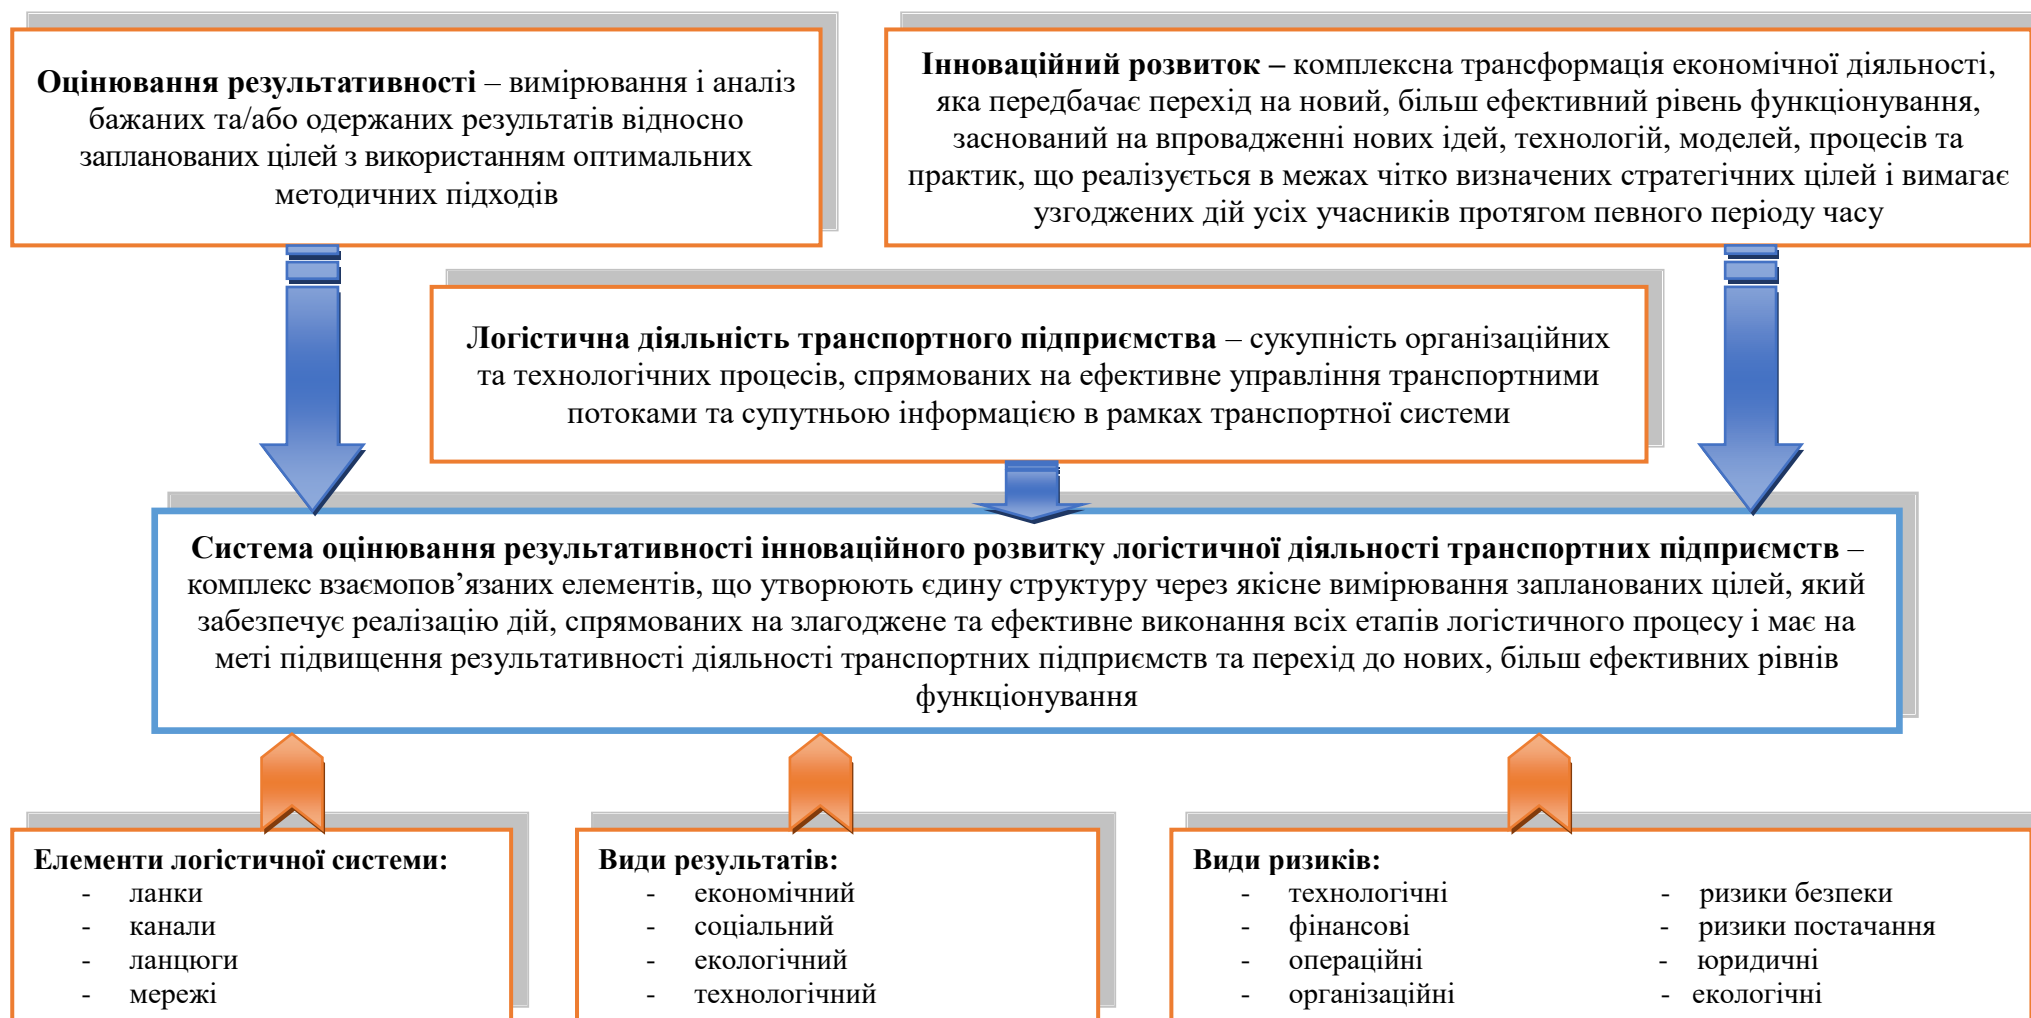 Оцінювання результативності – вимірювання і аналіз
бажаних та/або одержаних результатів відносно
запланованих цілей з використанням оптимальних
методичних підходів
Інноваційний розвиток – комплексна трансформація економічної діяльності,
яка передбачає перехід на новий, більш ефективний рівень функціонування,
заснований на впровадженні нових ідей, технологій, моделей, процесів та
практик, що реалізується в межах чітко визначених стратегічних цілей і вимагає
узгоджених дій усіх учасників протягом певного періоду часу
Логістична діяльність транспортного підприємства – сукупність організаційних
та технологічних процесів, спрямованих на ефективне управління транспортними
потоками та супутньою інформацією в рамках транспортної системи
Система оцінювання результативності інноваційного розвитку логістичної діяльності транспортних підприємств –
комплекс взаємопов’язаних елементів, що утворюють єдину структуру через якісне вимірювання запланованих цілей, який
забезпечує реалізацію дій, спрямованих на злагоджене та ефективне виконання всіх етапів логістичного процесу і має на
меті підвищення результативності діяльності транспортних підприємств та перехід до нових, більш ефективних рівнів
функціонування
Елементи логістичної системи:
- ланки
- канали
- ланцюги
- мережі
Види результатів:
- економічний
- соціальний
- екологічний
- технологічний
Види ризиків:
- технологічні
- фінансові
- операційні
- організаційні
- ризики безпеки
- ризики постачання
- юридичні
- екологічні